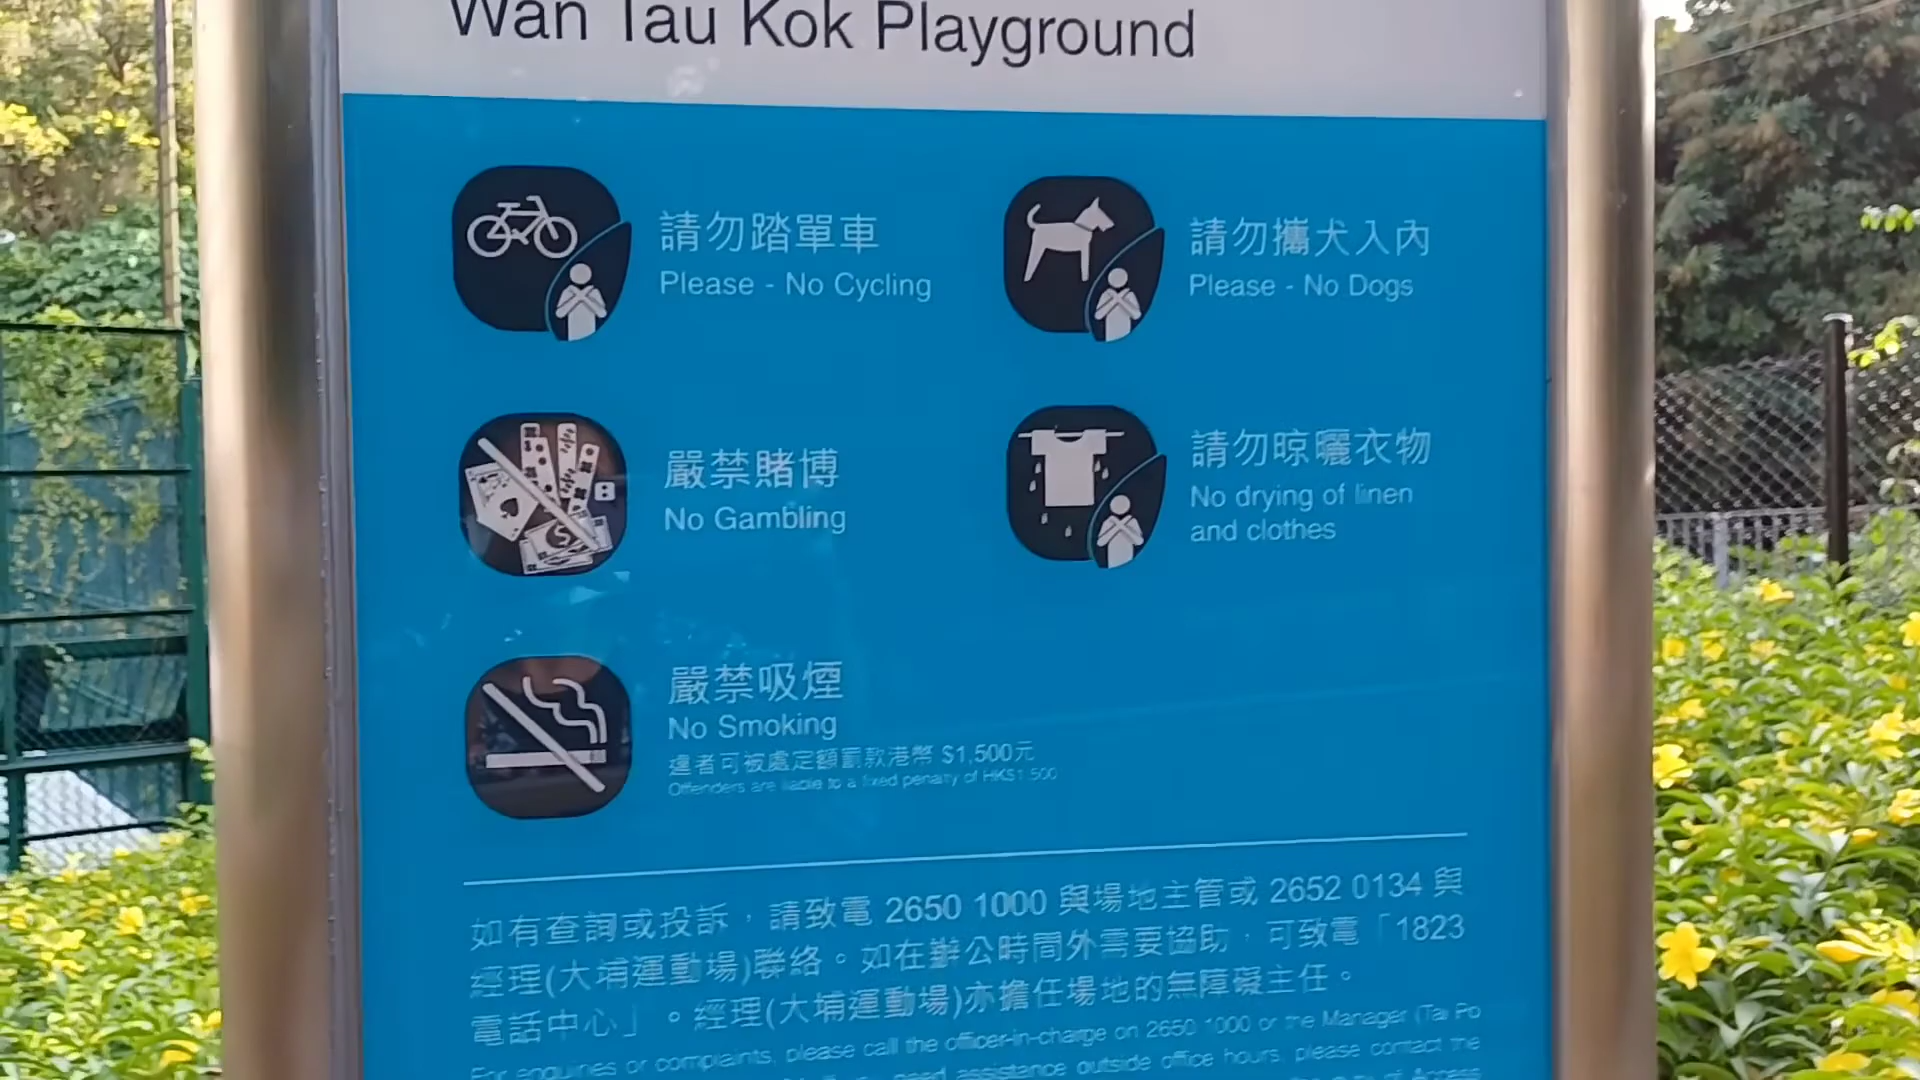 Wan Tau Kok Playground
請勿踏單車
Please - No Cycling
請勿攜犬入內
Please - No Dogs
嚴禁賭博
No Gambling
請勿晾曬衣物
No drying of linen
and clothes
嚴禁吸煙
No Smoking
違者可被處定額罰款港幣 $1,500元
Offenders are liable to a fixed penalty of HK$1,500
如有查詢或投訴，請致電 2650 1000 與場地主管或 2652 0134 與
經理(大埔運動場)聯絡。如在辦公時間外需要協助，可致電「1823
電話中心」。經理(大埔運動場)亦擔任場地的無障礙主任。
For enquiries or complaints, please call the officer-in-charge on 2650 1000 or the Manager (Tai Po
need assistance outside office hours, please contact the